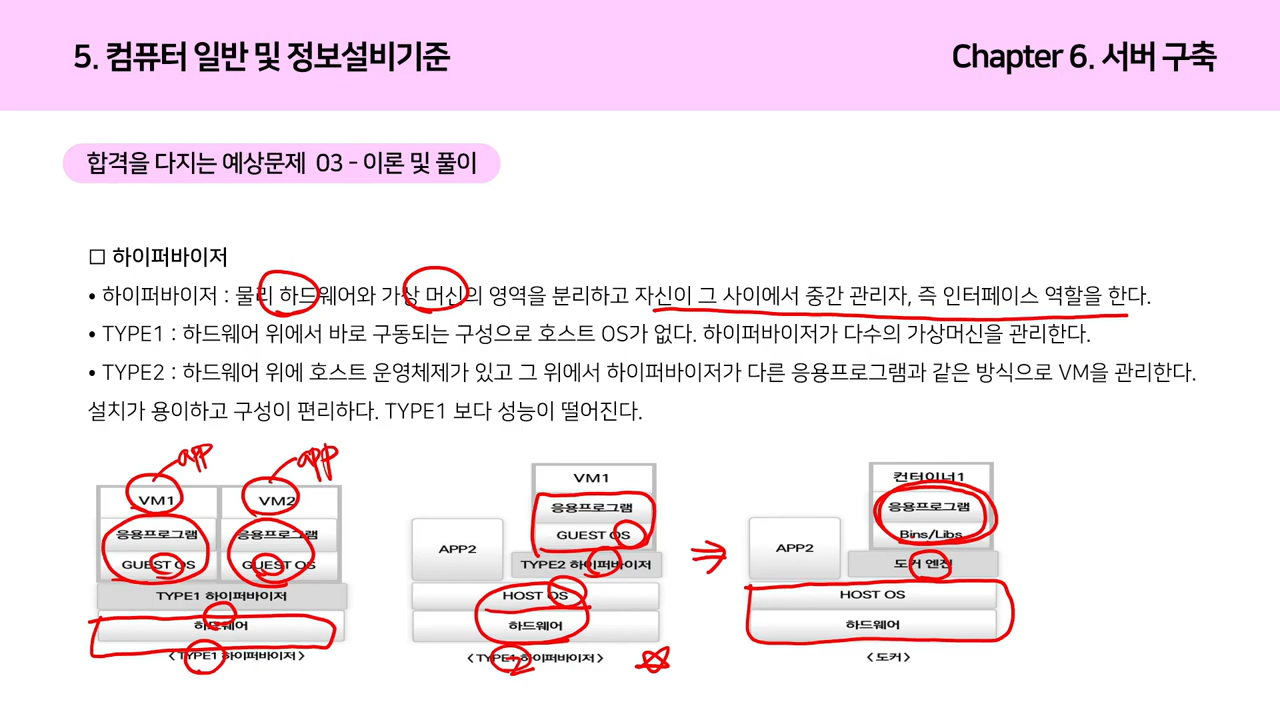 5. 컴퓨터 일반 및 정보설비기준
Chapter 6. 서버 구축
합격을 다지는 예상문제 03 - 이론 및 풀이
□ 하이퍼바이저
• 하이퍼바이저 : 물리 하드웨어와 가상 머신의 영역을 분리하고 자신이 그 사이에서 중간 관리자, 즉 인터페이스 역할을 한다.
• TYPE1 : 하드웨어 위에서 바로 구동되는 구성으로 호스트 OS가 없다. 하이퍼바이저가 다수의 가상머신을 관리한다.
• TYPE2 : 하드웨어 위에 호스트 운영체제가 있고 그 위에서 하이퍼바이저가 다른 응용프로그램과 같은 방식으로 VM을 관리한다.
설치가 용이하고 구성이 편리하다. TYPE1 보다 성능이 떨어진다.
app
app
VM1
VM2
응용프로그램
응용프로그램
GUEST OS
GUEST OS
TYPE1 하이퍼바이저
하드웨어
<TYPE1 하이퍼바이저>
VM1
응용프로그램
GUEST OS
APP2
TYPE2 하이퍼바이저
HOST OS
하드웨어
<TYPE1 하이퍼바이저>
컨터이너1
응용프로그램
Bins/Libs
APP2
도커 엔진
HOST OS
하드웨어
<도커>